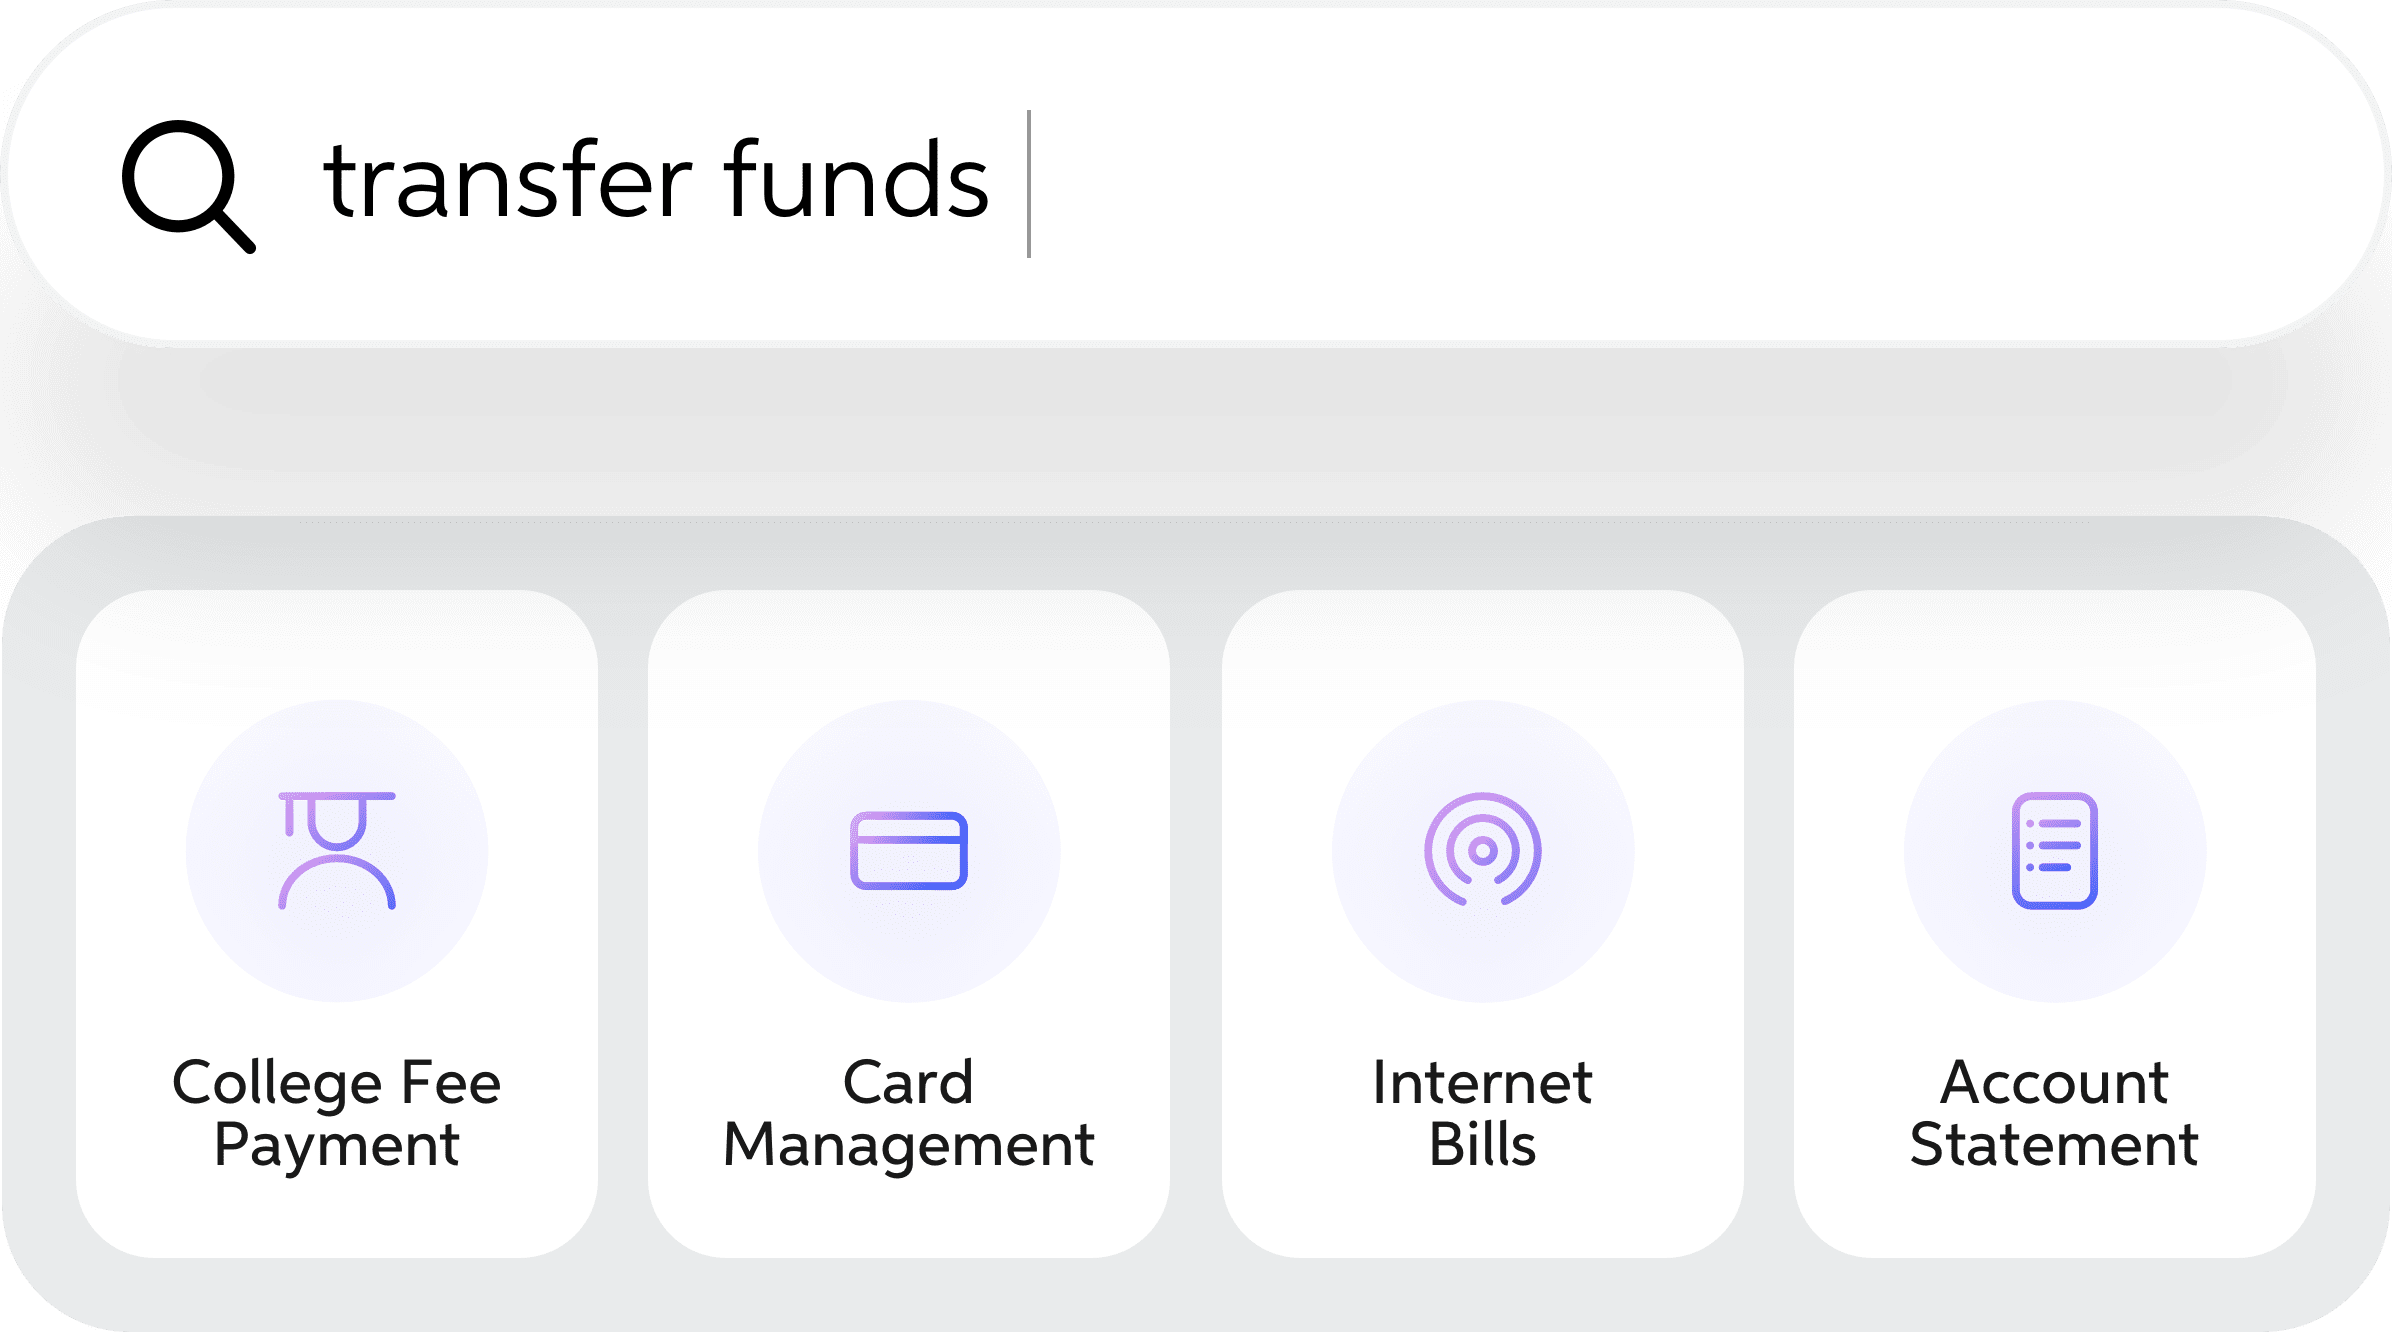 transfer funds
College Fee
Payment
Card
Management
Internet
Bills
Account
Statement